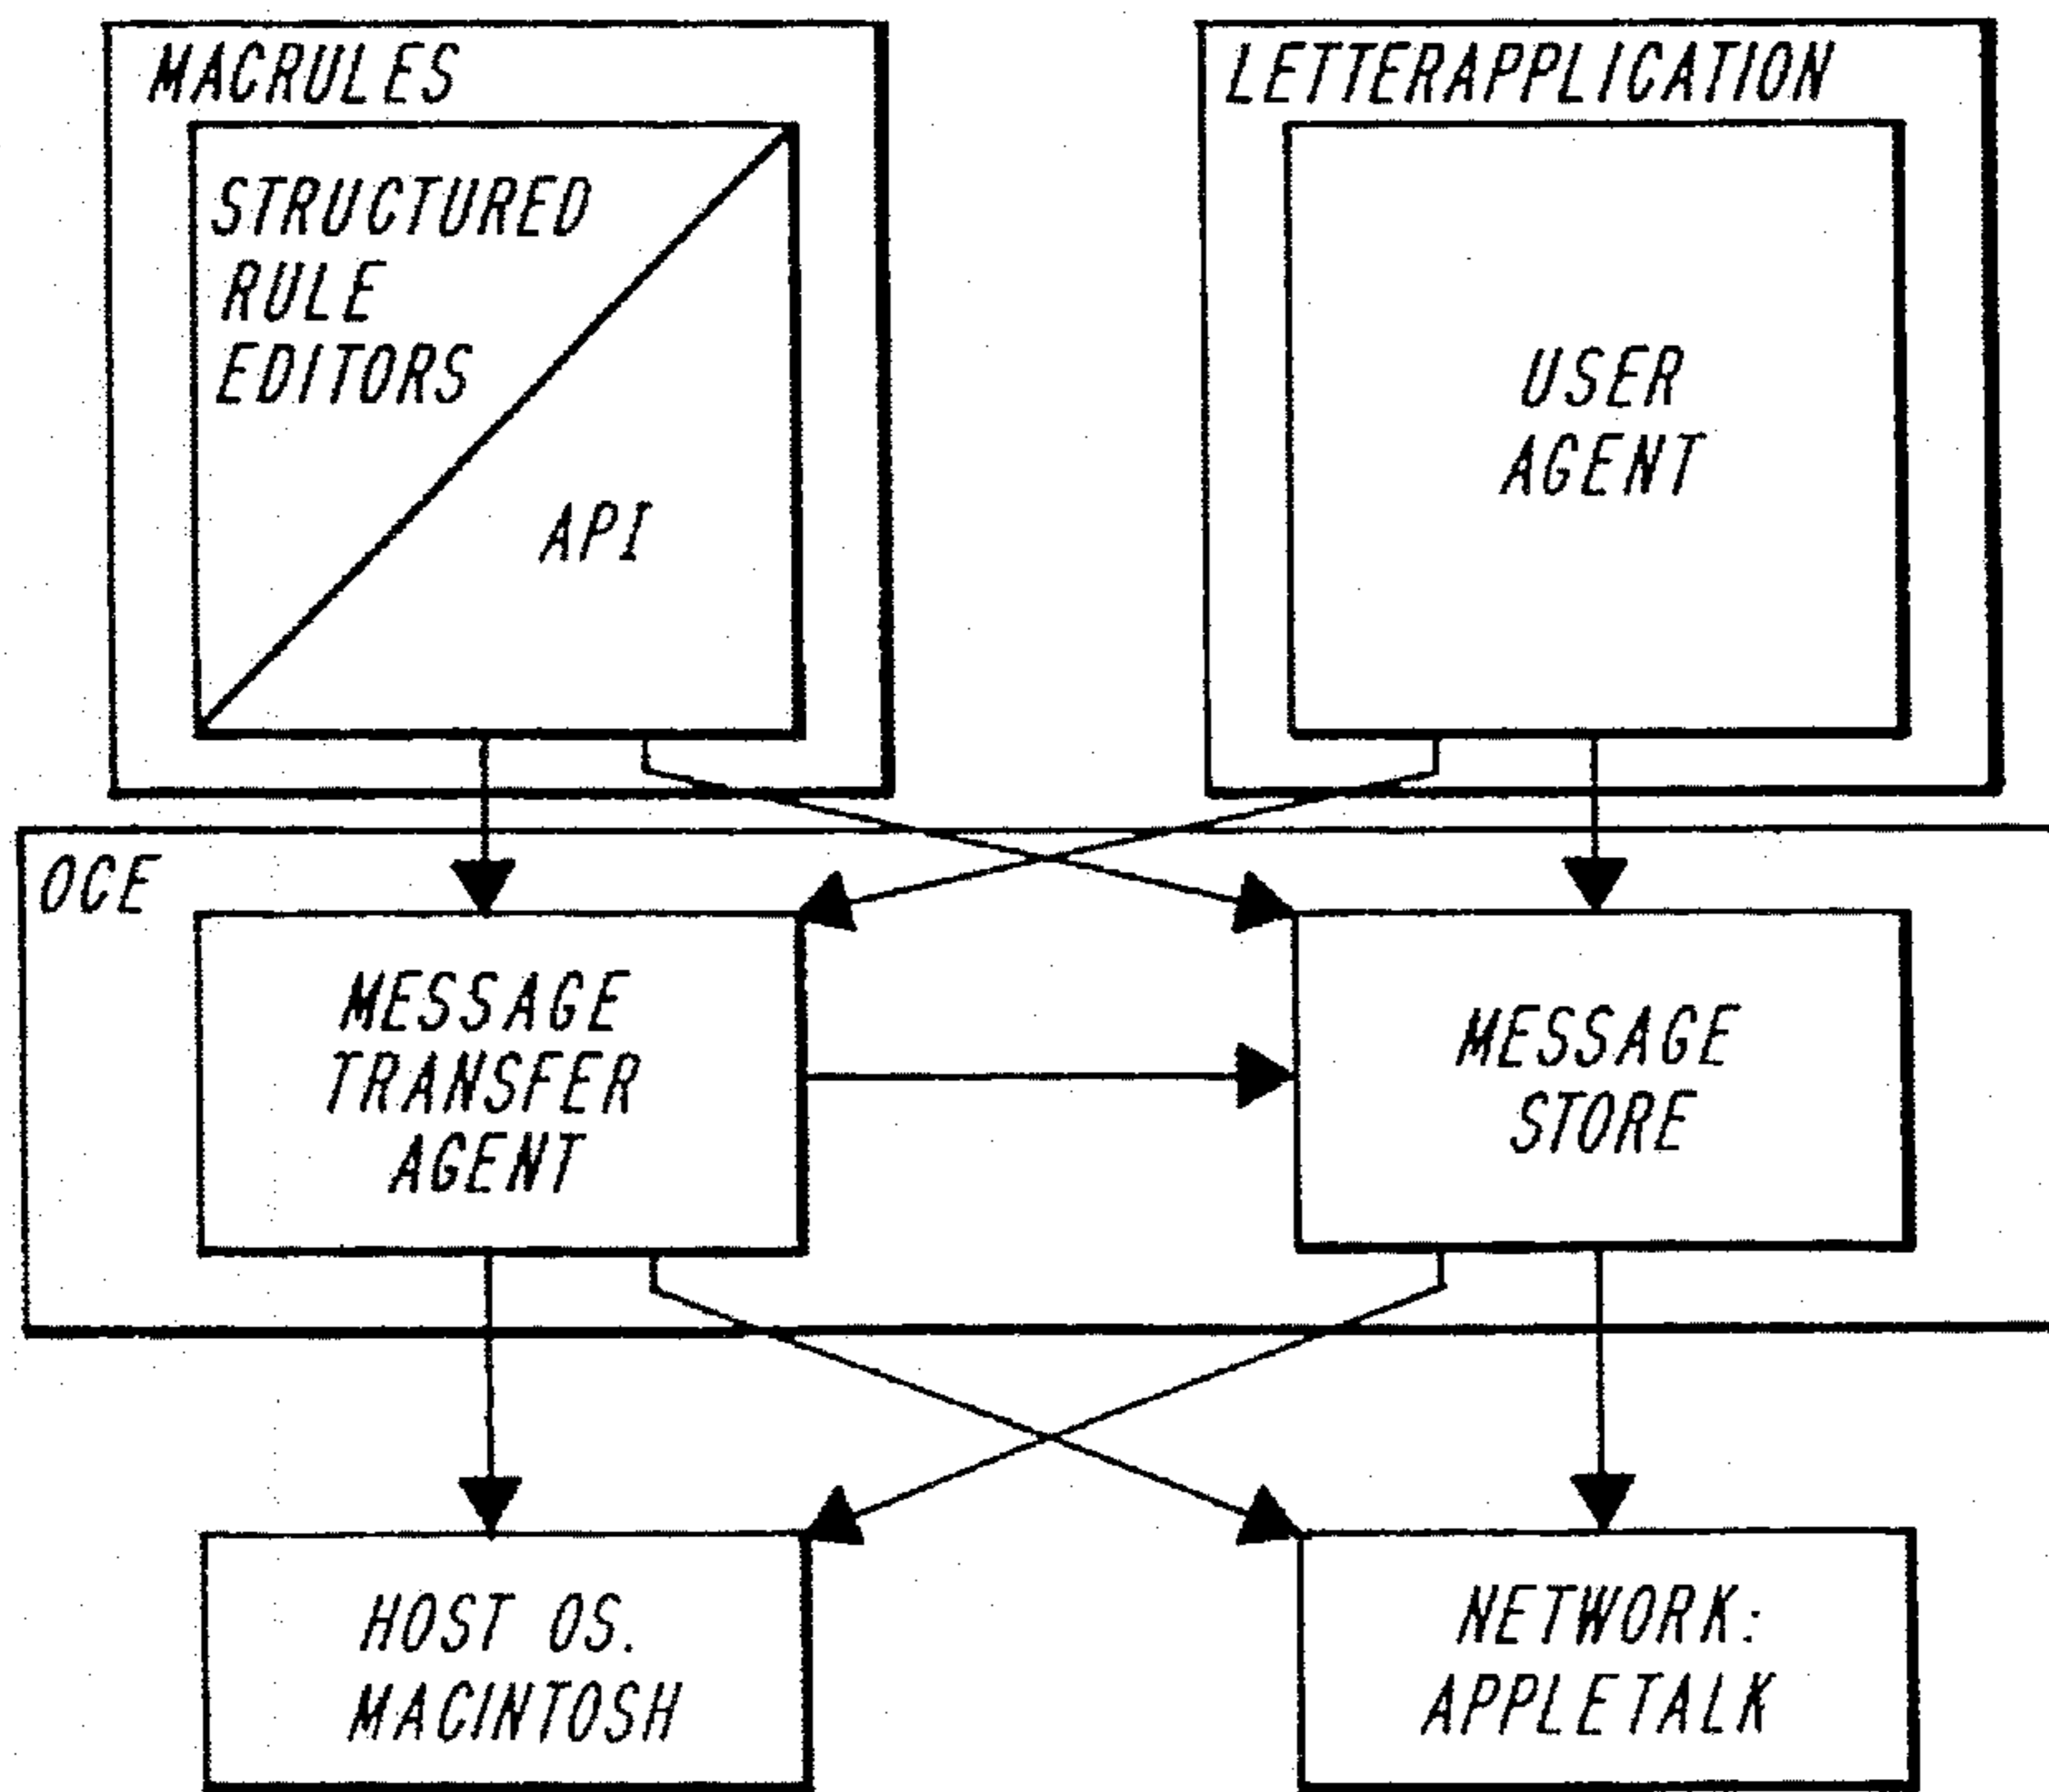 MACRULES
STRUCTURED
RULE
EDITORS
API
LETTERAPPLICATION
USER
AGENT
OCE
MESSAGE
TRANSFER
AGENT
MESSAGE
STORE
HOST OS.
MACINTOSH
NETWORK:
APPLETALK